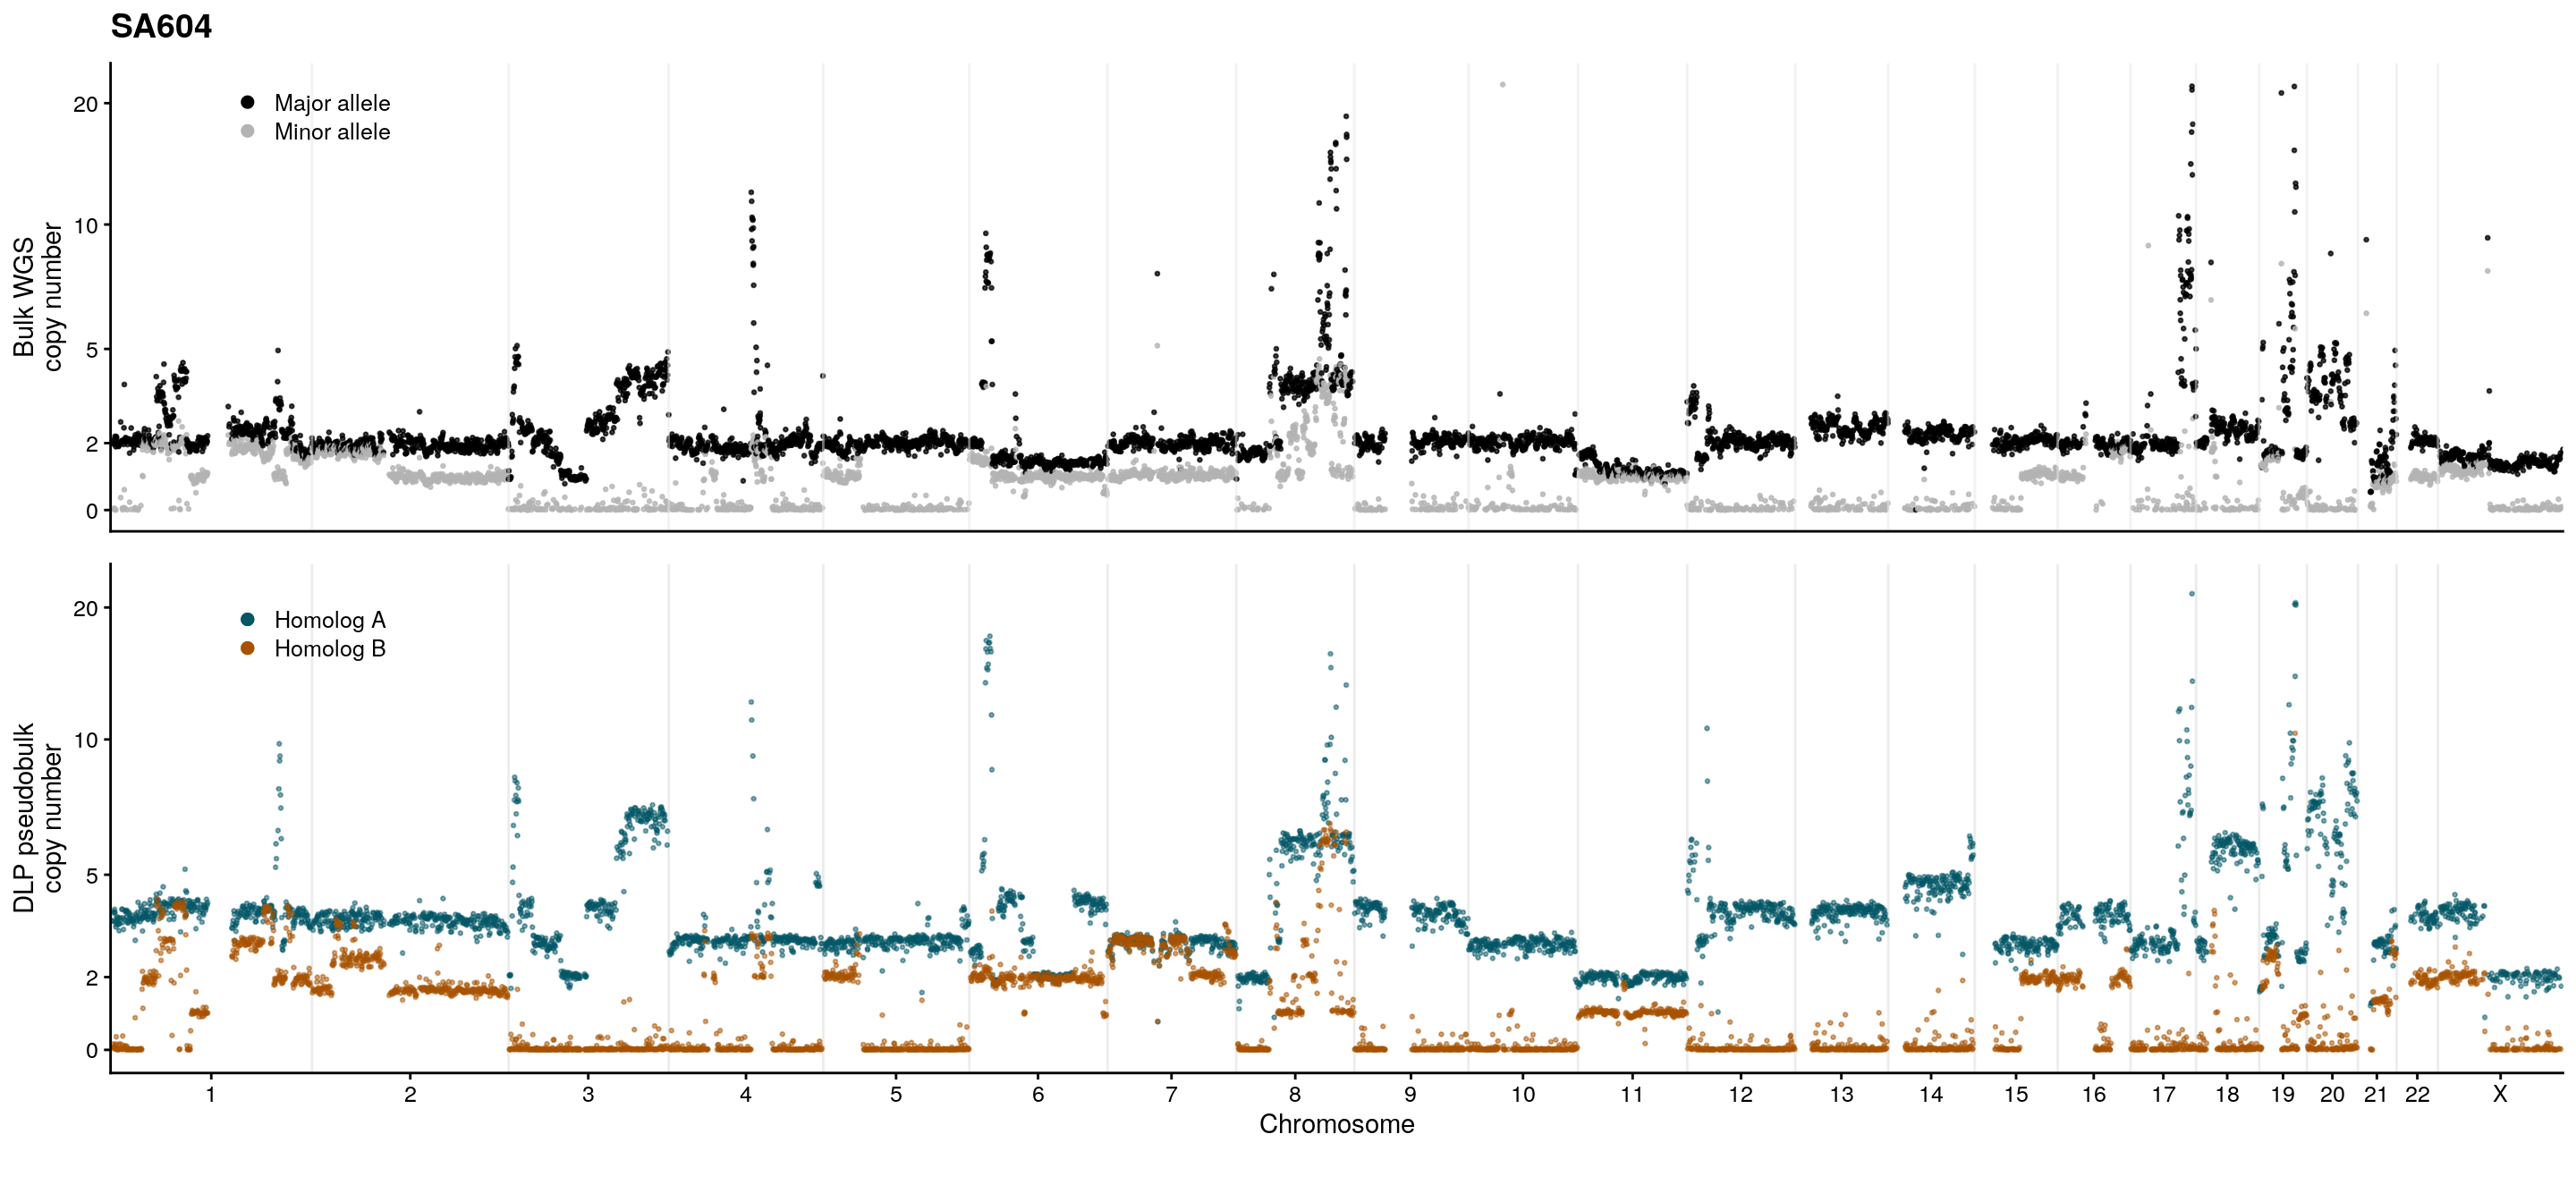 SA604
20
10
5
2
0
Bulk WGS
copy number
Major allele
Minor allele
20
10
5
2
0
DLP pseudobulk
copy number
Homolog A
Homolog B
1 2 3 4 5 6 7 8 9 10 11 12 13 14 15 16 17 18 19 20 21 22 X
Chromosome